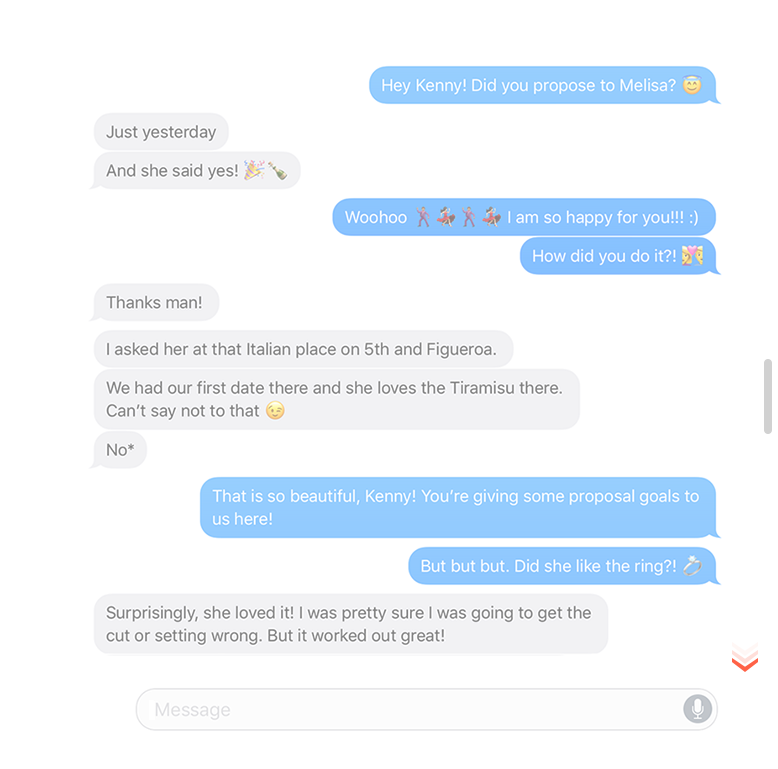 Hey Kenny! Did you propose to Melisa? 😇
Just yesterday
And she said yes! 🎉🍾
Woohoo 🕺💃🕺💃 I am so happy for you!!! :)
How did you do it?! 💏
Thanks man!
I asked her at that Italian place on 5th and Figueroa.
We had our first date there and she loves the Tiramisu there.
Can’t say not to that 😉
No*
That is so beautiful, Kenny! You’re giving some proposal goals to
us here!
But but but. Did she like the ring?! 💍
Surprisingly, she loved it! I was pretty sure I was going to get the
cut or setting wrong. But it worked out great!
Message